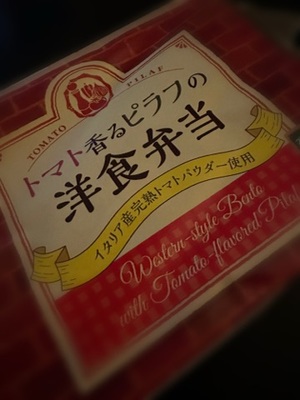 TOMATO PILAF
トマト香るピラフの
洋食弁当
イタリア産完熟トマトパウダー使用
Western-style Bento
with Tomato-flavored Pilaf